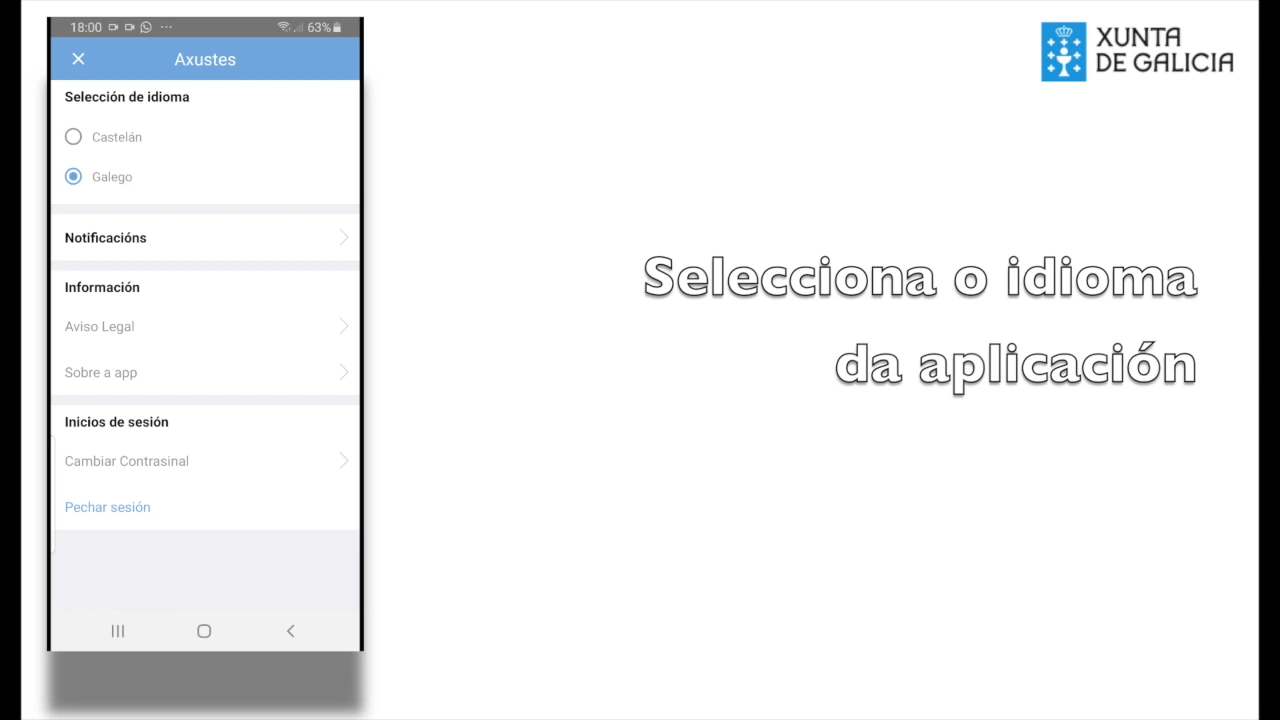 18:00
63%
Axustes
Selección de idioma
Castelán
Galego
Notificacións
Información
Aviso Legal
Sobre a app
Inicios de sesión
Cambiar Contrasinal
Pechar sesión
XUNTA
DE GALICIA
Selecciona o idioma
da aplicación